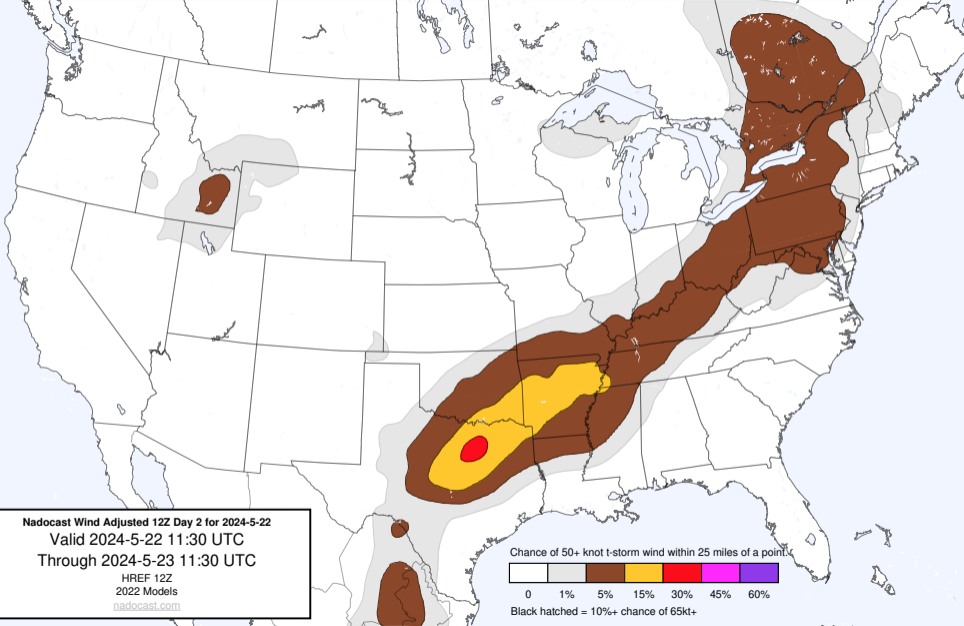 Nadocast Wind Adjusted 12Z Day 2 for 2024-5-22
Valid 2024-5-22 11:30 UTC
Through 2024-5-23 11:30 UTC
HREF 12Z
2022 Models
nadocast.com
Chance of 50+ knot t-storm wind within 25 miles of a point.
0 1% 5% 15% 30% 45% 60%
Black hatched = 10%+ chance of 65kt+